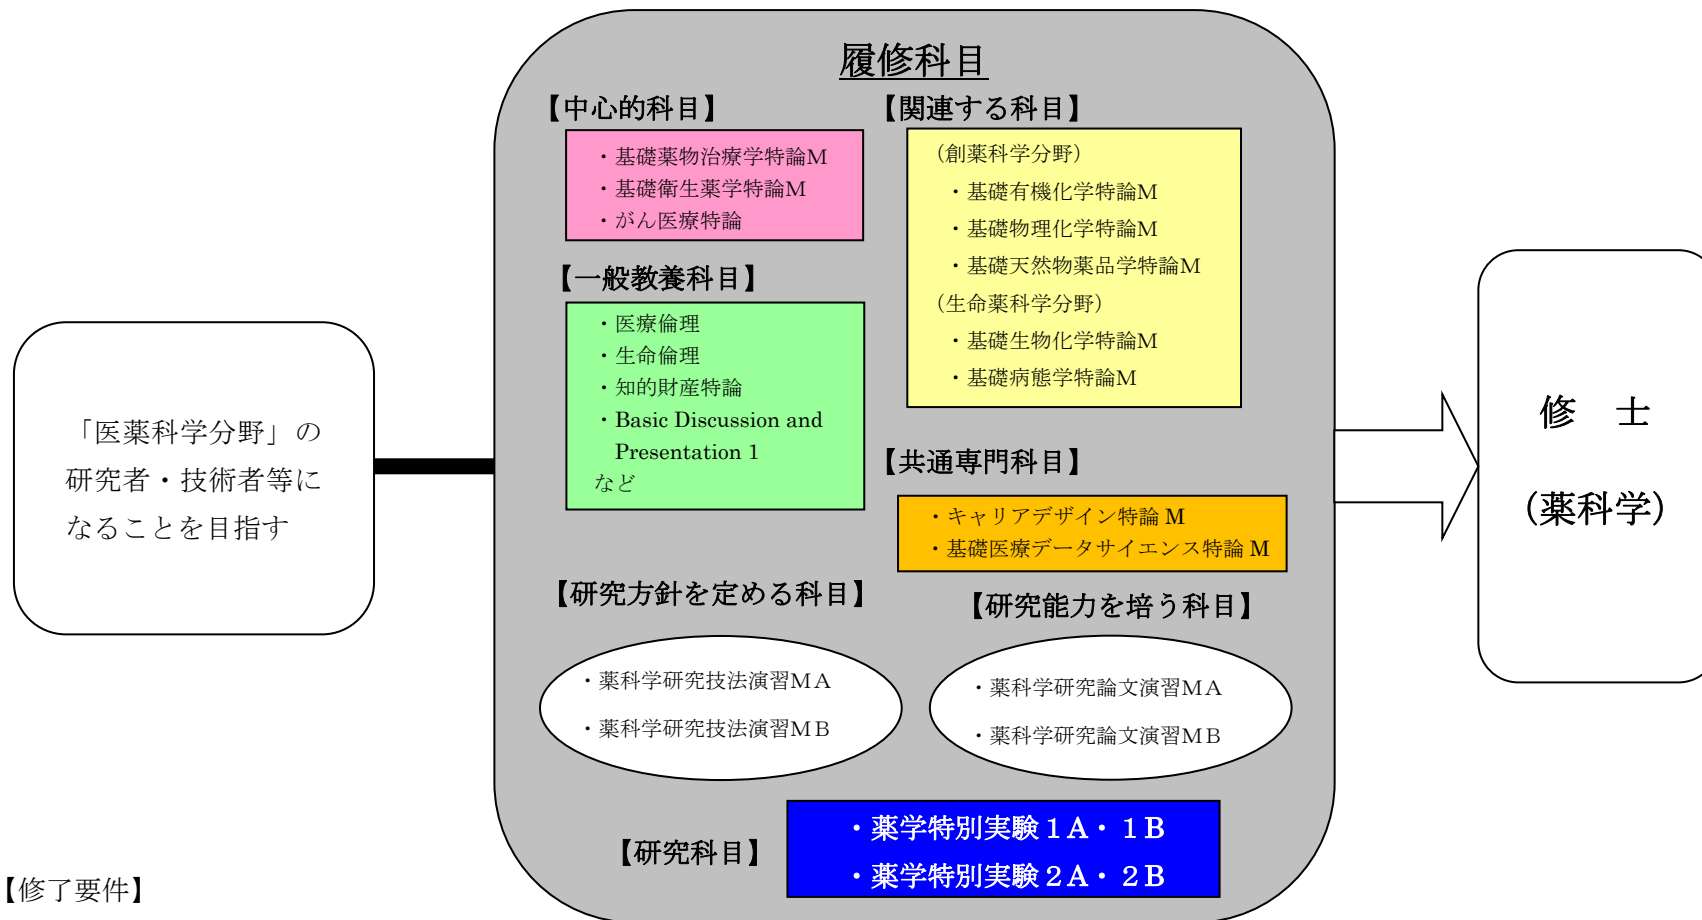 履修科目
【中心的科目】
・基礎薬物治療学特論M
・基礎衛生薬学特論M
・がん医療特論
【関連する科目】
（創薬科学分野）
・基礎有機化学特論M
・基礎物理化学特論M
・基礎天然物薬品学特論M
（生命薬科学分野）
・基礎生物化学特論M
・基礎病態学特論M
【一般教養科目】
・医療倫理
・生命倫理
・知的財産特論
・Basic Discussion and
Presentation 1
など
【共通専門科目】
・キャリアデザイン特論 M
・基礎医療データサイエンス特論 M
「医薬科学分野」の
研究者・技術者等に
なることを目指す
修　士
（薬科学）
【研究方針を定める科目】
・薬科学研究技法演習ＭＡ
・薬科学研究技法演習ＭＢ
【研究能力を培う科目】
・薬科学研究論文演習ＭＡ
・薬科学研究論文演習ＭＢ
【研究科目】
・薬学特別実験１Ａ・１Ｂ
・薬学特別実験２Ａ・２Ｂ
【修了要件】